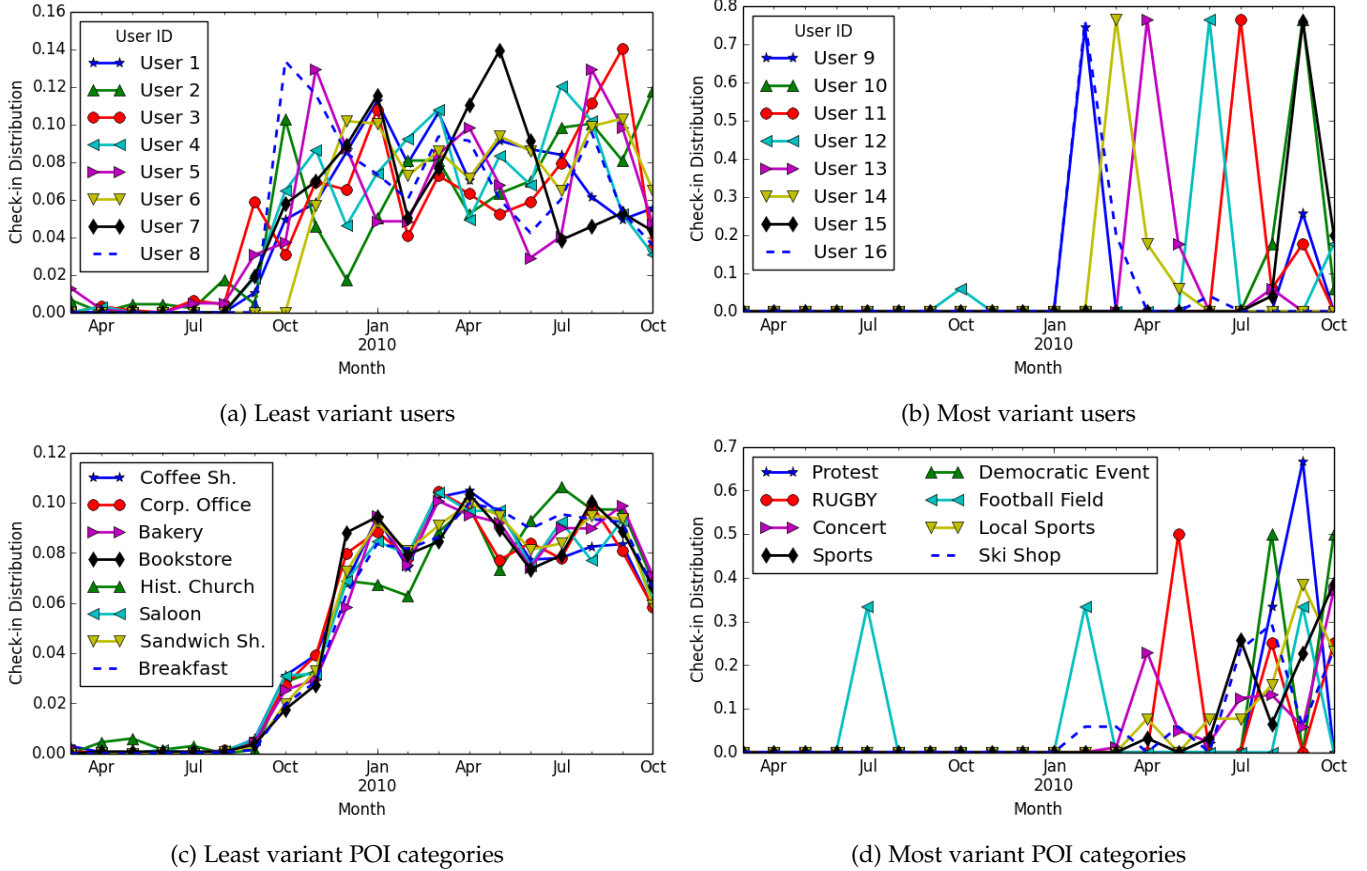 0.16
0.14
0.12
0.10
0.08
0.06
0.04
0.02
0.00
Check-in Distribution
User ID
User 1
User 2
User 3
User 4
User 5
User 6
User 7
User 8
Apr Jul Oct Jan Apr Jul Oct
2010
Month
(a) Least variant users
0.8
0.7
0.6
0.5
0.4
0.3
0.2
0.1
0.0
Check-in Distribution
User ID
User 9
User 10
User 11
User 12
User 13
User 14
User 15
User 16
Apr Jul Oct Jan Apr Jul Oct
2010
Month
(b) Most variant users
0.12
0.10
0.08
0.06
0.04
0.02
0.00
Check-in Distribution
Coffee Sh.
Corp. Office
Bakery
Bookstore
Hist. Church
Saloon
Sandwich Sh.
Breakfast
Apr Jul Oct Jan Apr Jul Oct
2010
Month
(c) Least variant POI categories
0.7
0.6
0.5
0.4
0.3
0.2
0.1
0.0
Check-in Distribution
Protest Democratic Event
RUGBY Football Field
Concert Local Sports
Sports Ski Shop
Apr Jul Oct Jan Apr Jul Oct
2010
Month
(d) Most variant POI categories